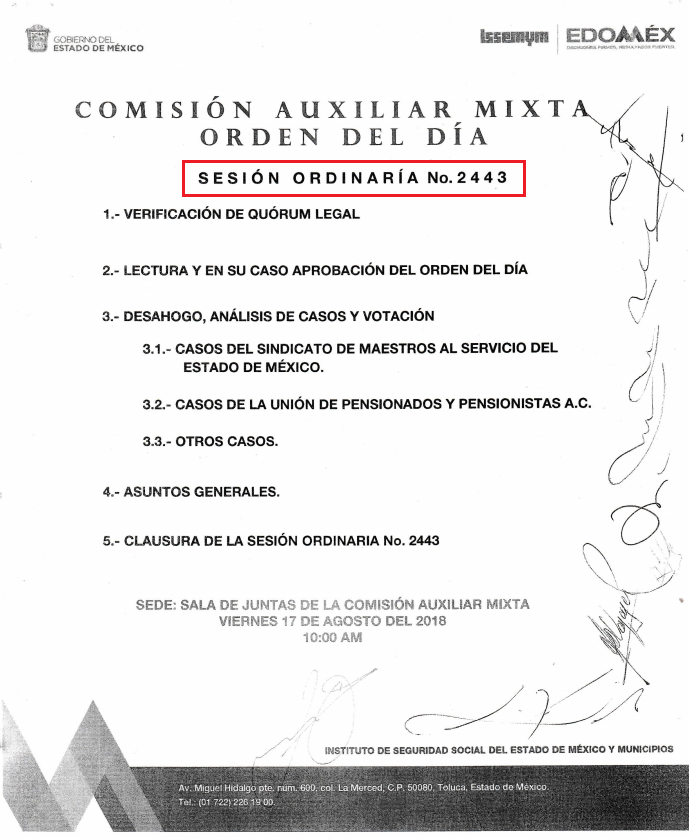 GOBIERNO DEL
ESTADO DE MÉXICO
issemym
EDOMÉX
DECISIONES FIRMES, RESULTADOS FUERTES.
COMISIÓN AUXILIAR MIXTA
ORDEN DEL DÍA
SESIÓN ORDINARÍA No. 2443
1.- VERIFICACIÓN DE QUÓRUM LEGAL
2.- LECTURA Y EN SU CASO APROBACIÓN DEL ORDEN DEL DÍA
3.- DESAHOGO, ANÁLISIS DE CASOS Y VOTACIÓN
3.1.- CASOS DEL SINDICATO DE MAESTROS AL SERVICIO DEL
ESTADO DE MÉXICO.
3.2.- CASOS DE LA UNIÓN DE PENSIONADOS Y PENSIONISTAS A.C.
3.3.- OTROS CASOS.
4.- ASUNTOS GENERALES.
5.- CLAUSURA DE LA SESIÓN ORDINARIA No. 2443
SEDE: SALA DE JUNTAS DE LA COMISIÓN AUXILIAR MIXTA
VIERNES 17 DE AGOSTO DEL 2018
10:00 AM
INSTITUTO DE SEGURIDAD SOCIAL DEL ESTADO DE MÉXICO Y MUNICIPIOS
Av. Miguel Hidalgo pte. núm. 600, col. La Merced, C.P. 50080, Toluca, Estado de México.
Tel.: (01 722) 226 19 00.